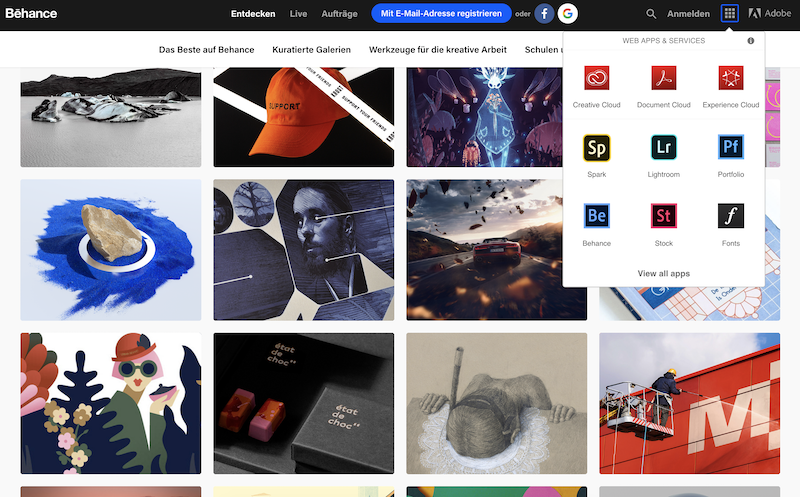 Bēhance
Entdecken Live Aufträge Mit E-Mail-Adresse registrieren oder f G Anmelden Adobe
Das Beste auf Behance Kuratierte Galerien Werkzeuge für die kreative Arbeit Schulen
WEB APPS & SERVICES
Creative Cloud Document Cloud Experience Cloud
Sp Lr Pf
Spark Lightroom Portfolio
Be St f
Behance Stock Fonts
View all apps
SUPPORT
SUPPORT YOUR FRIENDS
état
de
choc
état
de
choc
M